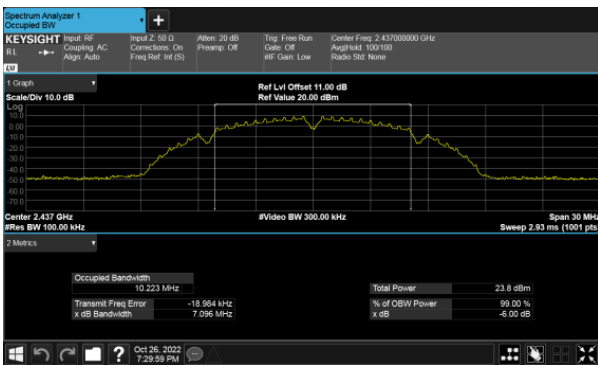 Spectrum Analyzer 1
Occupied BW
+
KEYSIGHT Input: RF Input Z: 50 Ω Atten: 20 dB Trig: Free Run Center Freq: 2.437000000 GHz
RL Coupling: AC Corrections: On Preamp: Off Gate: Off Avg|Hold: 100/100
Align: Auto Freq Ref: Int (S) #IF Gain: Low Radio Std: None
1 Graph
Ref Lvl Offset 11.00 dB
Scale/Div 10.0 dB Ref Value 20.00 dBm
Log
10.0
0.00
-10.0
-20.0
-30.0
-40.0
-50.0
-60.0
-70.0
Center 2.437 GHz #Video BW 300.00 kHz Span 30 MHz
#Res BW 100.00 kHz Sweep 2.93 ms (1001 pts
2 Metrics
Occupied Bandwidth
10.223 MHz Total Power 23.8 dBm
Transmit Freq Error -18.984 kHz % of OBW Power 99.00 %
x dB Bandwidth 7.096 MHz x dB -6.00 dB
? Oct 26, 2022
7:29:59 PM